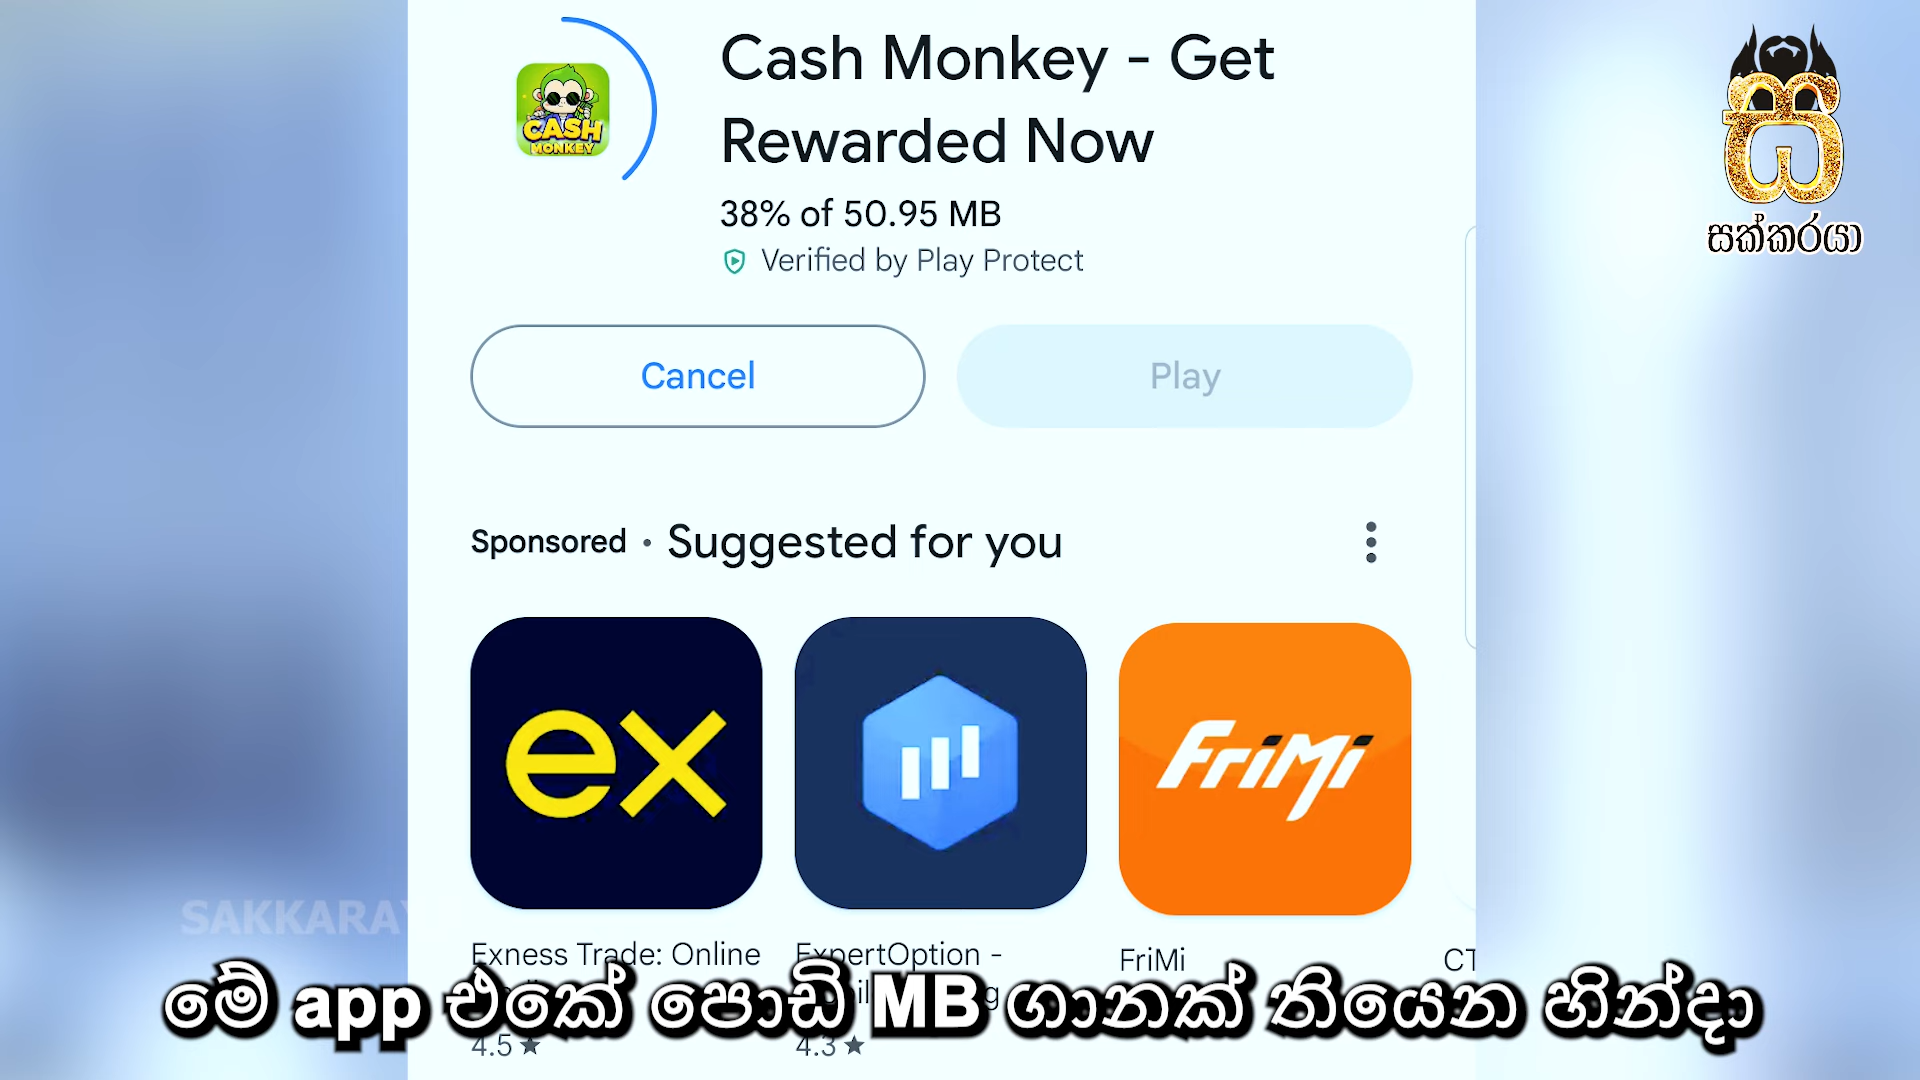 Cash Monkey - Get
Rewarded Now
CASH
MONKEY
38% of 50.95 MB
Verified by Play Protect
Cancel
Play
Sponsored · Suggested for you
ex
FriMi
Exness Trade: Online
ExpertOption -
FriMi
CT
4.5 ★
4.3 ★
සක්කරයා
SAKKARAY
මේ app එකේ පොඩි MB ගානක් තියෙන හින්දා